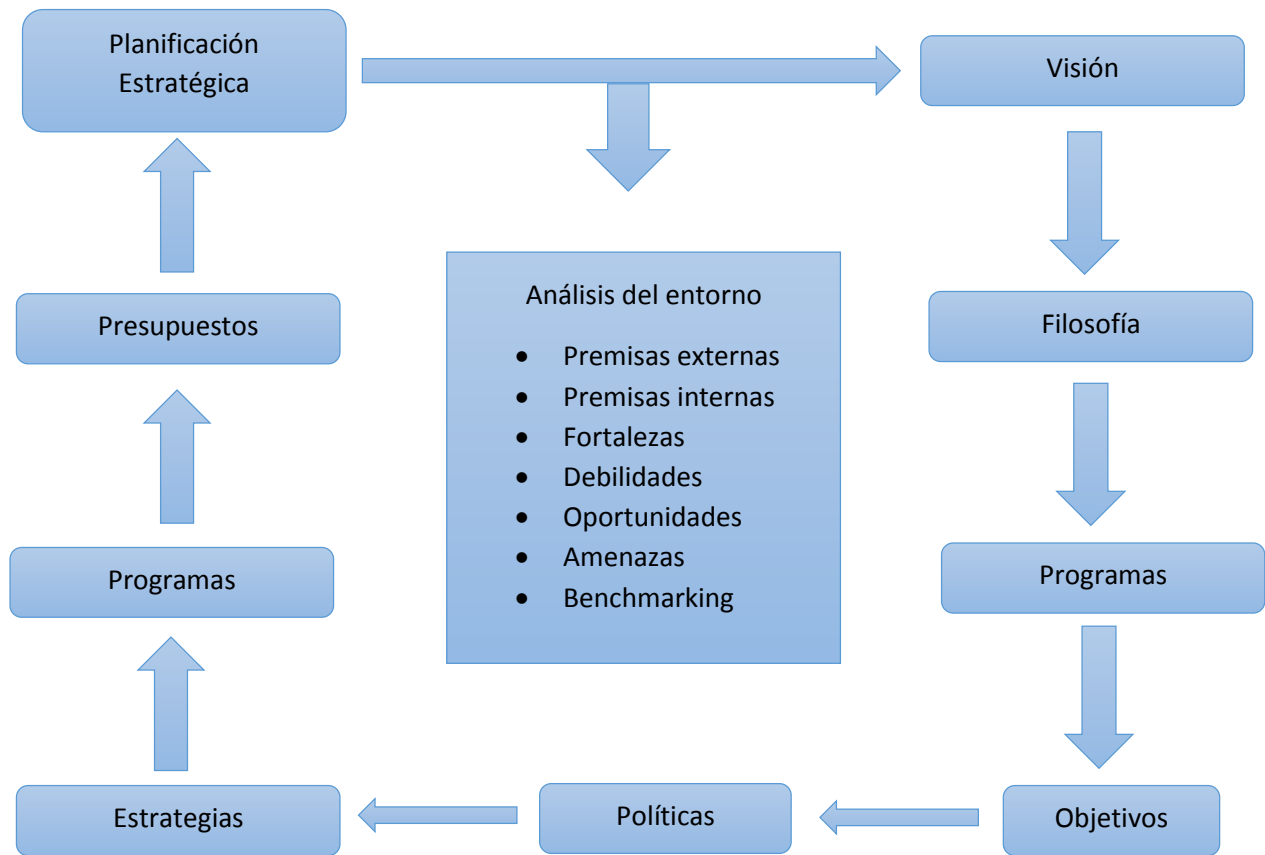 Planificación
Estratégica
Visión
Análisis del entorno
• Premisas externas
• Premisas internas
• Fortalezas
• Debilidades
• Oportunidades
• Amenazas
• Benchmarking
Presupuestos
Filosofía
Programas
Programas
Estrategias
Políticas
Objetivos